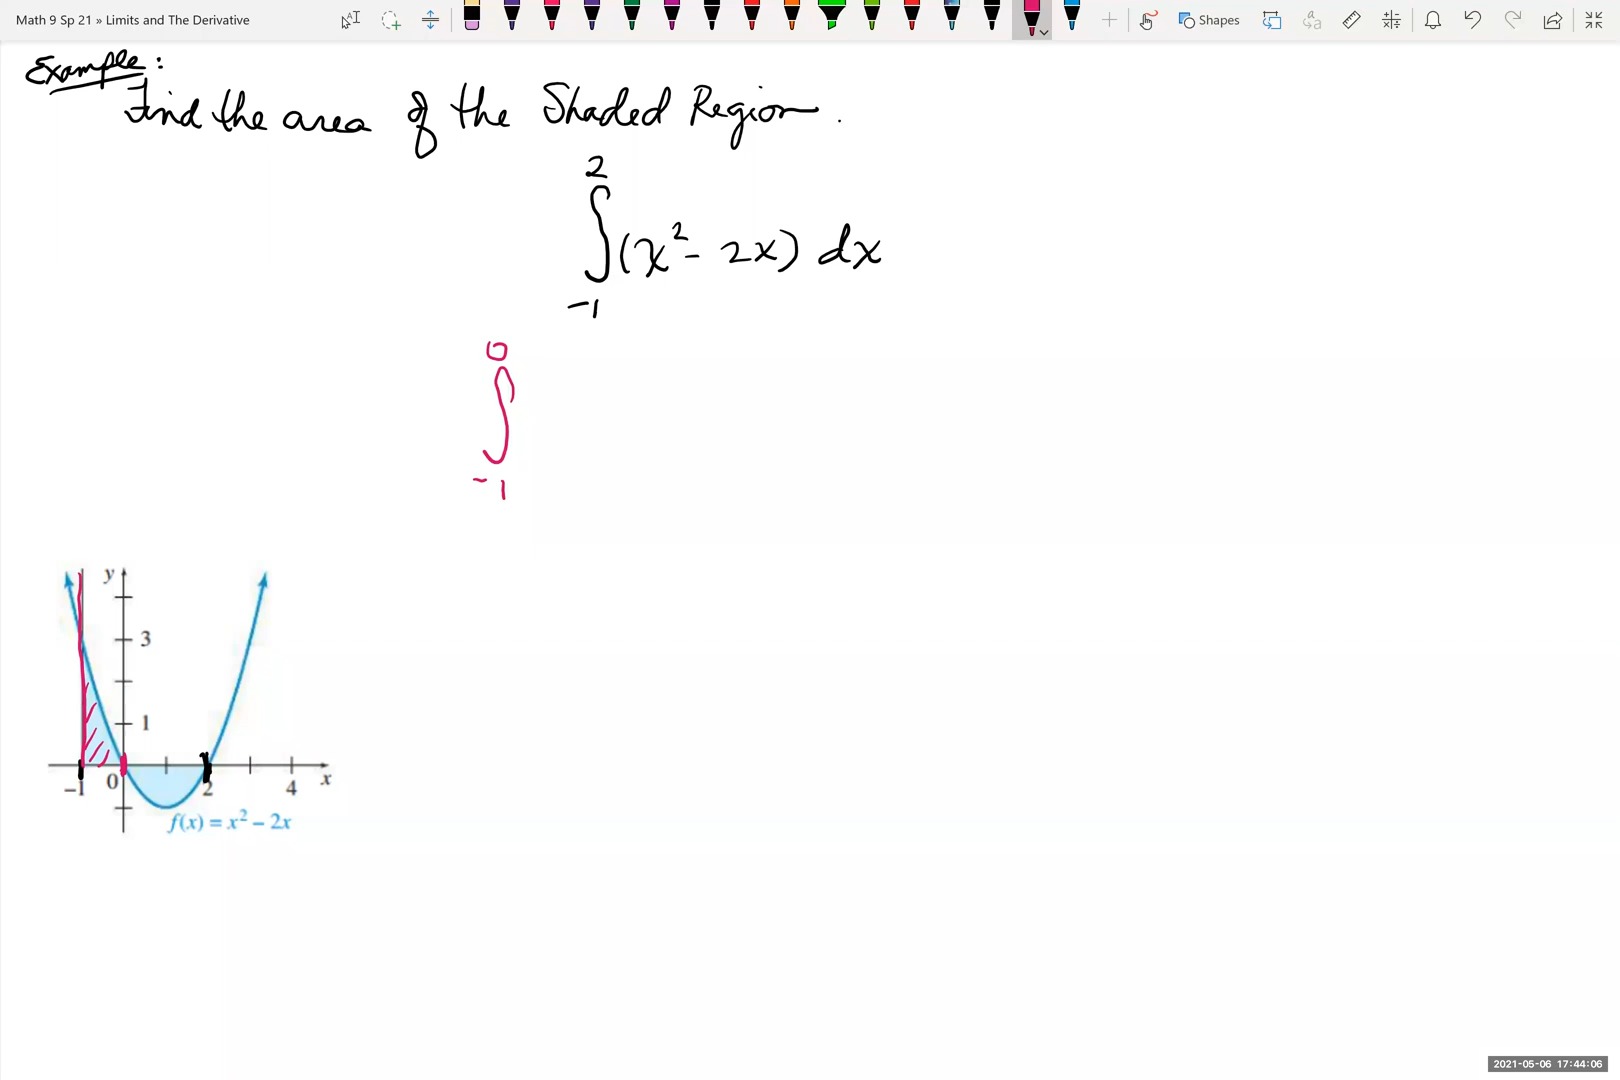 Math 9 Sp 21 » Limits and The Derivative
Shapes
Example:
Find the area of the Shaded Region.
2
∫(x² - 2x) dx
-1
0
∫
-1
y
3
1
-1 0 2 4 x
f(x) = x² – 2x
2021-05-06 17:44:06